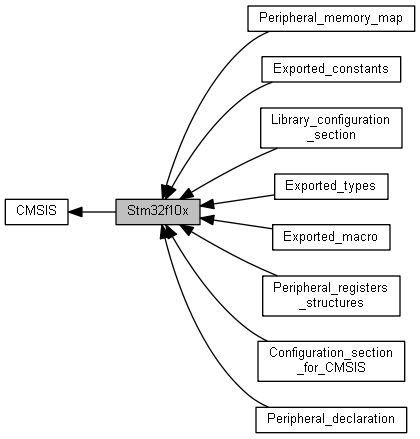 Peripheral_memory_map
Exported_constants
Library_configuration
_section
Exported_types
CMSIS
Stm32f10x
Exported_macro
Peripheral_registers
_structures
Configuration_section
_for_CMSIS
Peripheral_declaration